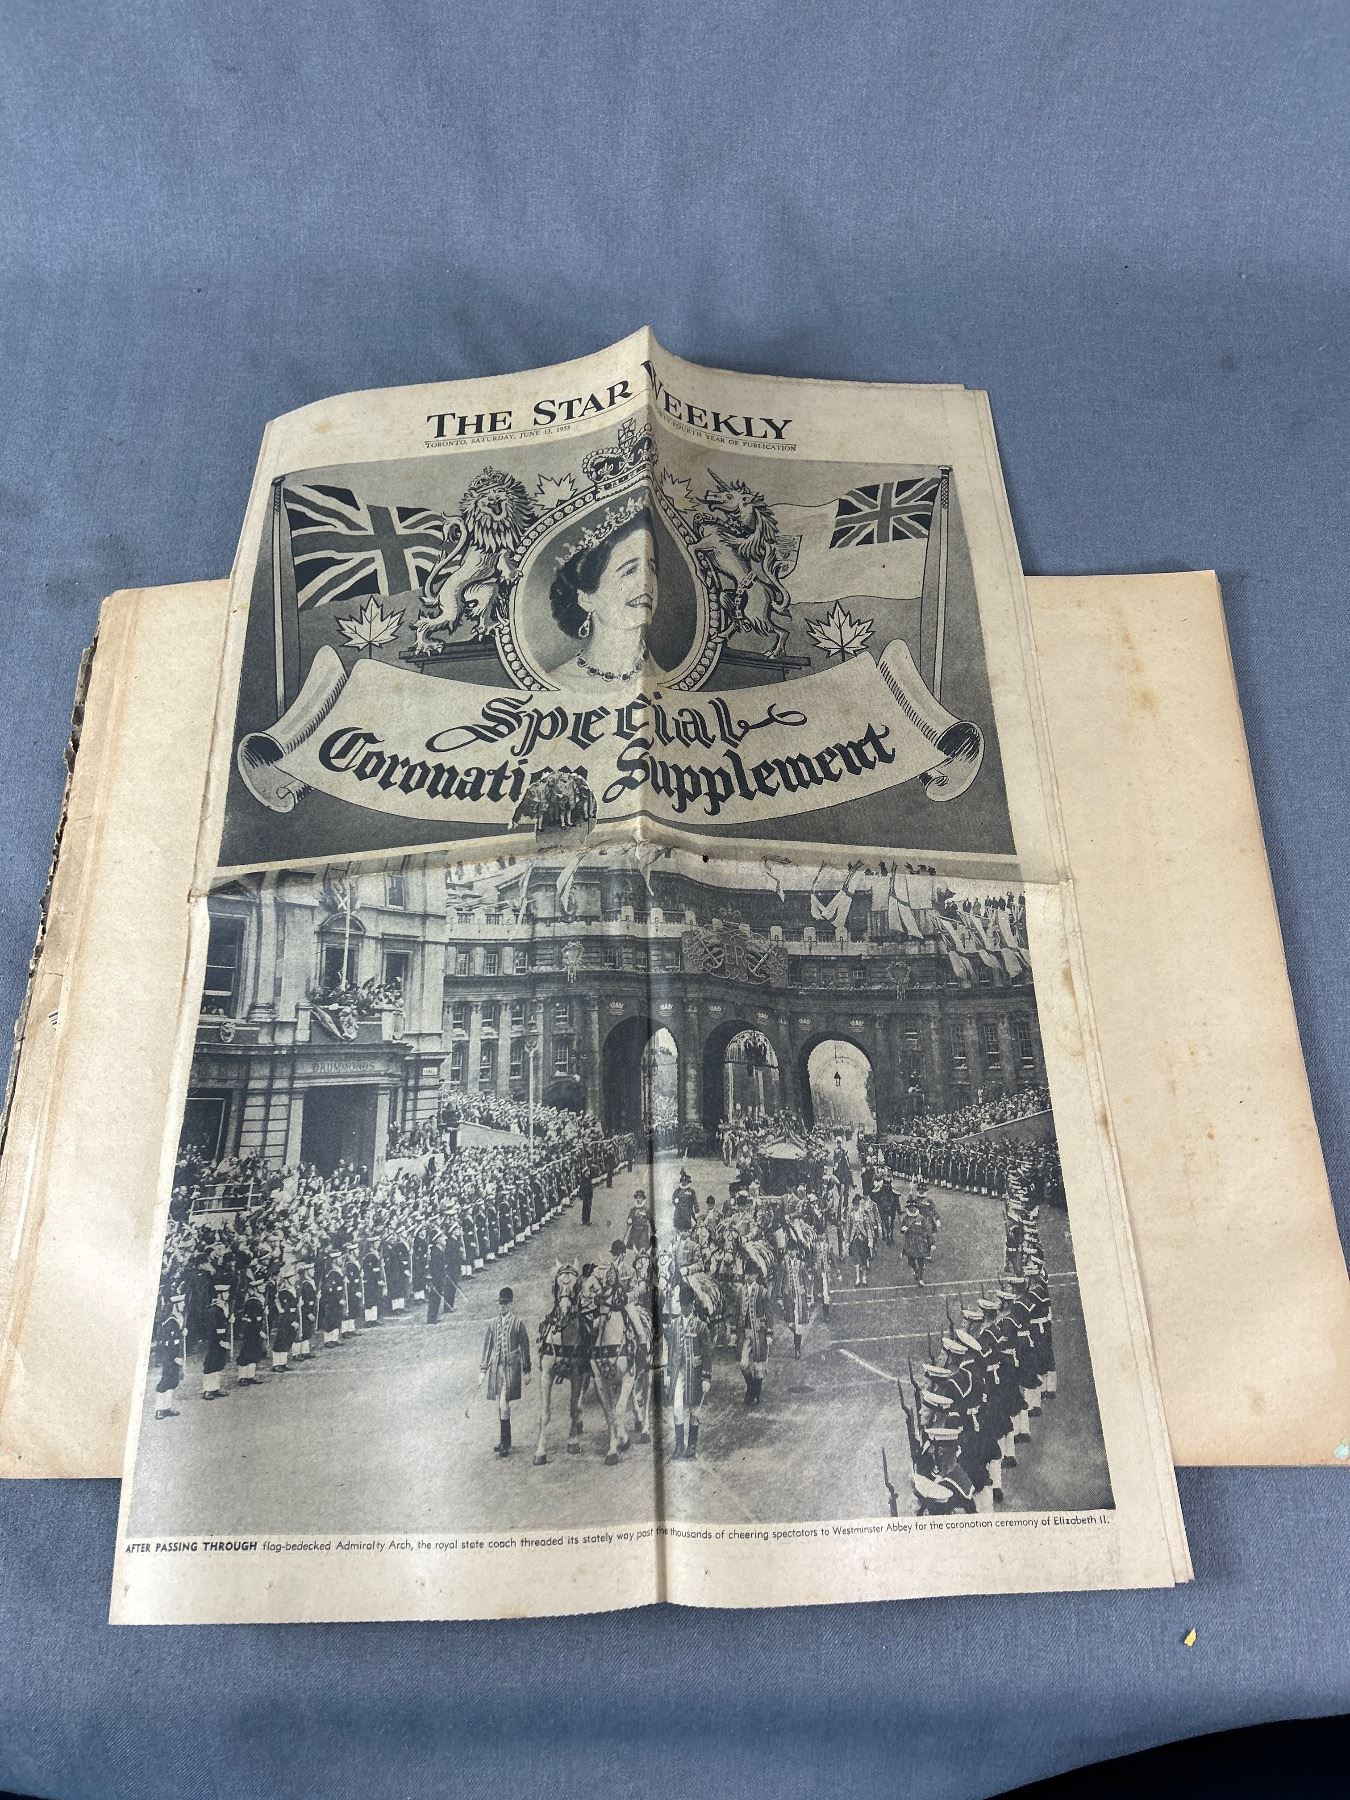 THE STAR WEEKLY
TORONTO, SATURDAY, JUNE 13, 1953 FOURTH YEAR OF PUBLICATION
Special
Coronation Supplement
DRUMMONDS
AFTER PASSING THROUGH flag-bedecked Admiralty Arch, the royal state coach threaded its stately way past the thousands of cheering spectators to Westminster Abbey for the coronation ceremony of Elizabeth II.